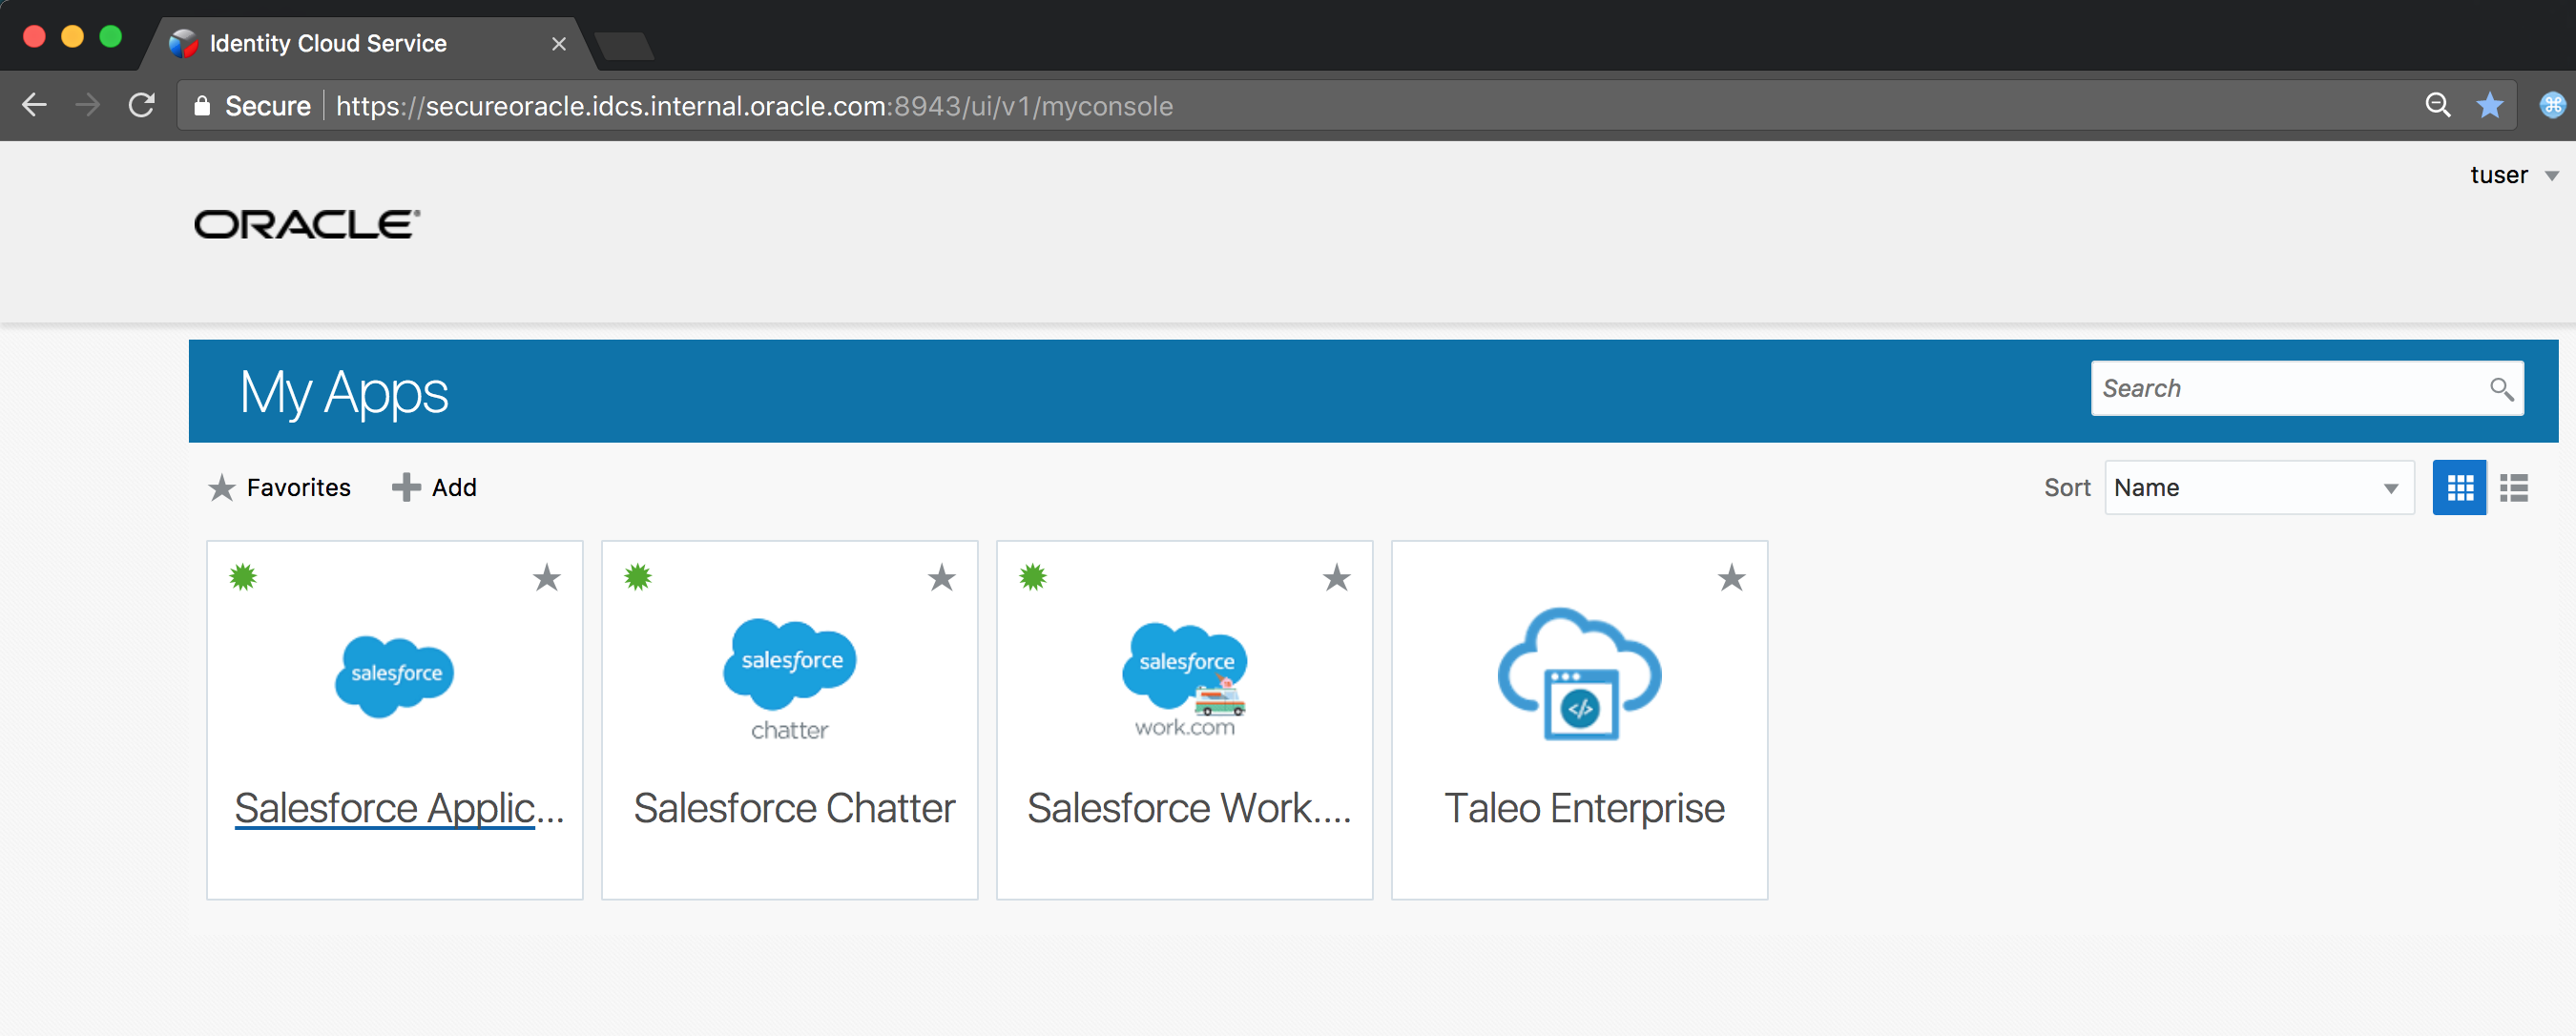 Identity Cloud Service
Secure https://secureoracle.idcs.internal.oracle.com:8943/ui/v1/myconsole
tuser
ORACLE®
My Apps
Search
Favorites Add
Sort Name
salesforce
Salesforce Applic...
salesforce
chatter
Salesforce Chatter
salesforce
work.com
Salesforce Work....
</>
Taleo Enterprise